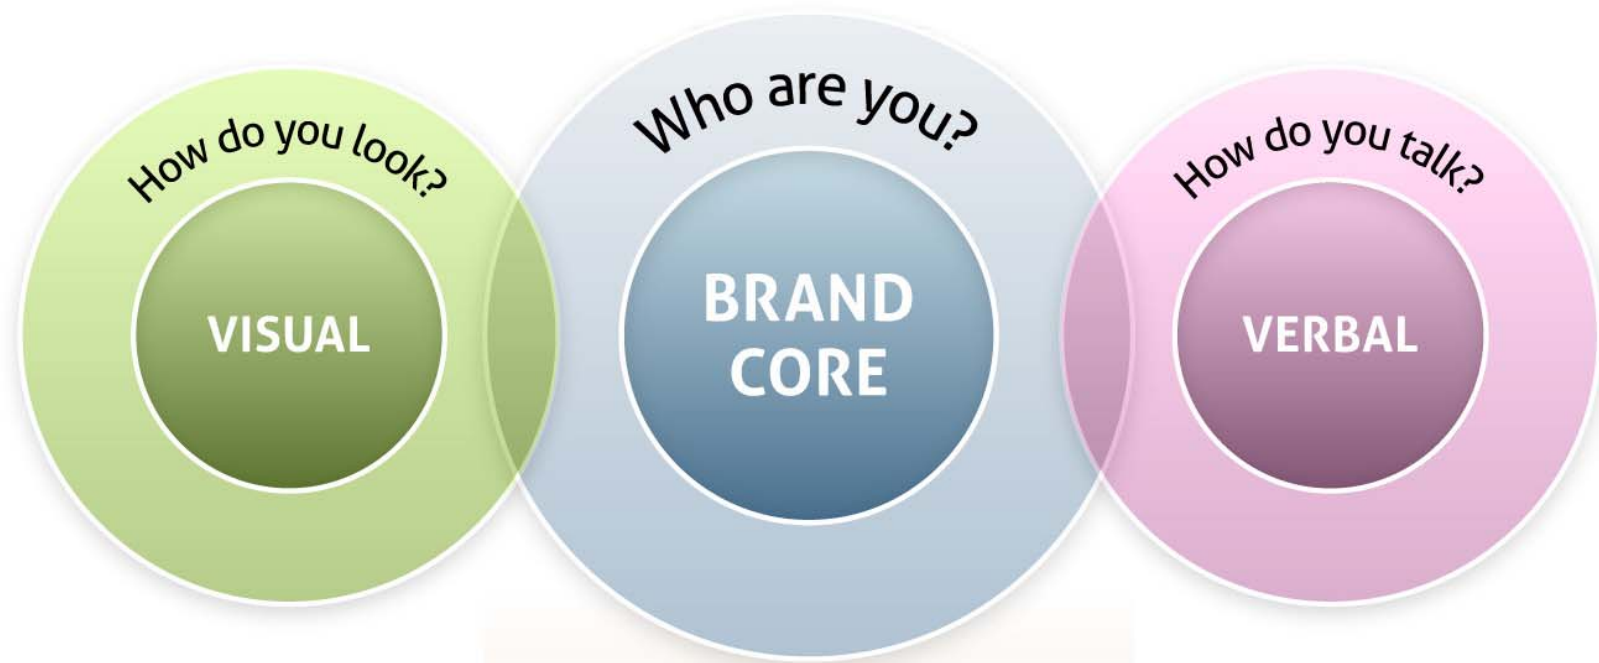 How do you look?
VISUAL
Who are you?
BRAND
CORE
How do you talk?
VERBAL